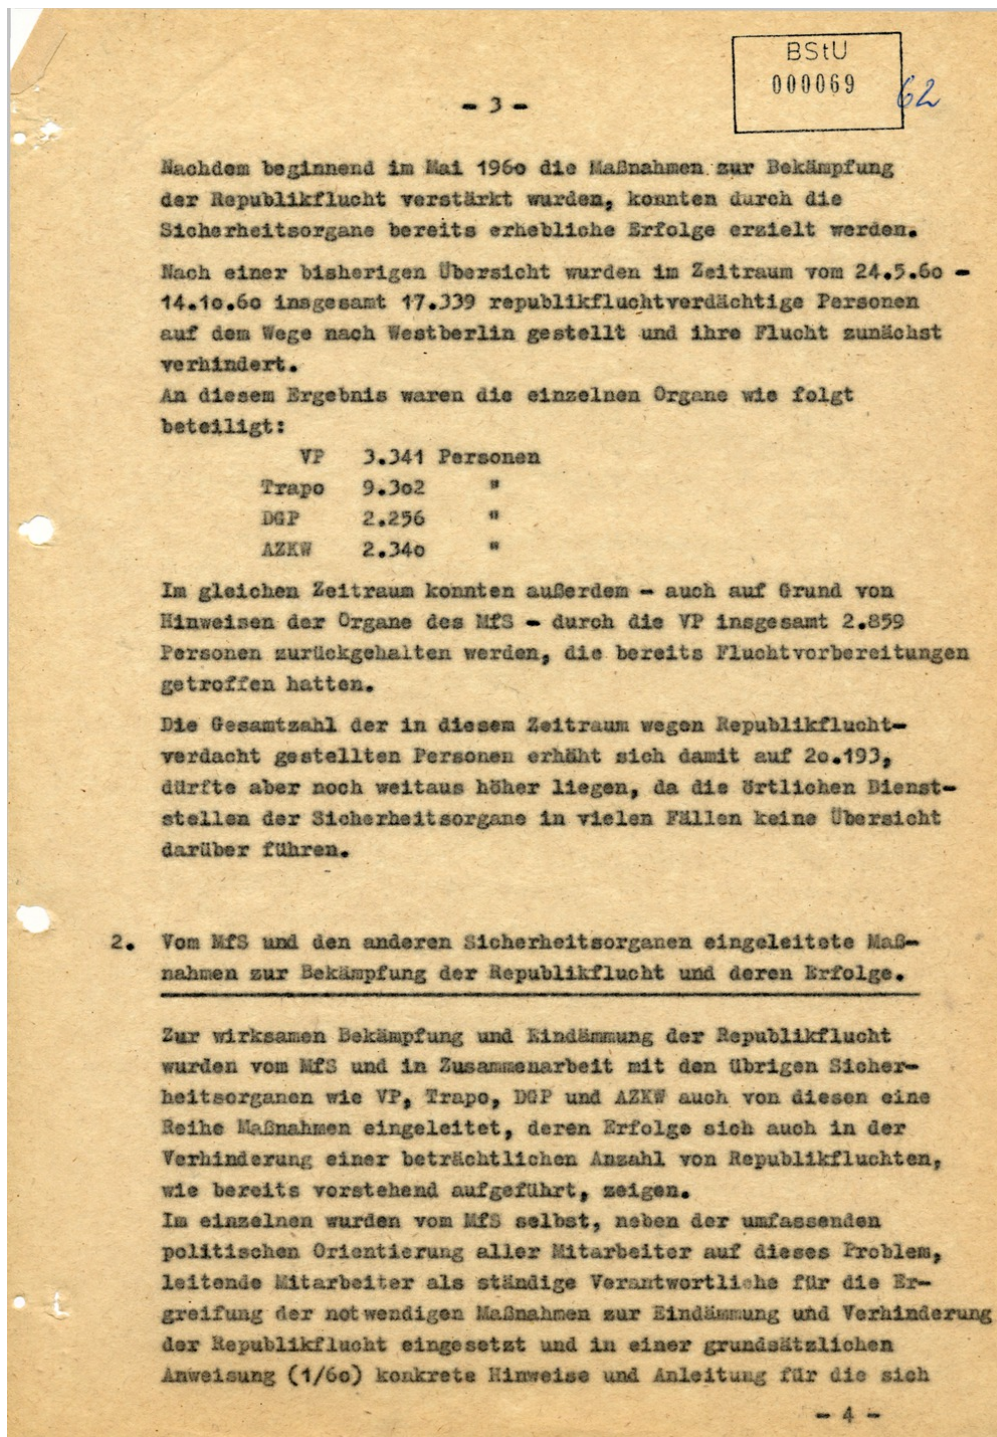 BStU
000069
62
- 3 -
Nachdem beginnend im Mai 196o die Maßnahmen zur Bekämpfung
der Republikflucht verstärkt wurden, konnten durch die
Sicherheitsorgane bereits erhebliche Erfolge erzielt werden.
Nach einer bisherigen Übersicht wurden im Zeitraum vom 24.5.6o -
14.1o.6o insgesamt 17.339 republikfluchtverdächtige Personen
auf dem Wege nach Westberlin gestellt und ihre Flucht zunächst
verhindert.
An diesem Ergebnis waren die einzelnen Organe wie folgt
beteiligt:
VP 3.341 Personen
Trapo 9.3o2 "
DGP 2.256 "
AZKW 2.34o "
Im gleichen Zeitraum konnten außerdem - auch auf Grund von
Hinweisen der Organe des MfS - durch die VP insgesamt 2.859
Personen zurückgehalten werden, die bereits Fluchtvorbereitungen
getroffen hatten.
Die Gesamtzahl der in diesem Zeitraum wegen Republikflucht-
verdacht gestellten Personen erhäht sich damit auf 2o.193,
dürfte aber noch weitaus höher liegen, da die örtlichen Dienst-
stellen der Sicherheitsorgane in vielen Fällen keine Übersicht
darüber führen.
2. Vom MfS und den anderen Sicherheitsorganen eingeleitete Maß-
nahmen zur Bekämpfung der Republikflucht und deren Erfolge.
Zur wirksamen Bekämpfung und Eindämmung der Republikflucht
wurden vom MfS und in Zusammenarbeit mit den übrigen Sicher-
heitsorganen wie VP, Trapo, DGP und AZKW auch von diesen eine
Reihe Maßnahmen eingeleitet, deren Erfolge sich auch in der
Verhinderung einer beträchtlichen Anzahl von Republikfluchten,
wie bereits vorstehend aufgeführt, zeigen.
Im einzelnen wurden vom MfS selbst, neben der umfassenden
politischen Orientierung aller Mitarbeiter auf dieses Problem,
leitende Mitarbeiter als ständige Verantwortliche für die Er-
greifung der notwendigen Maßnahmen zur Eindämmung und Verhinderung
der Republikflucht eingesetzt und in einer grundsätzlichen
Anweisung (1/6o) konkrete Hinweise und Anleitung für die sich
- 4 -